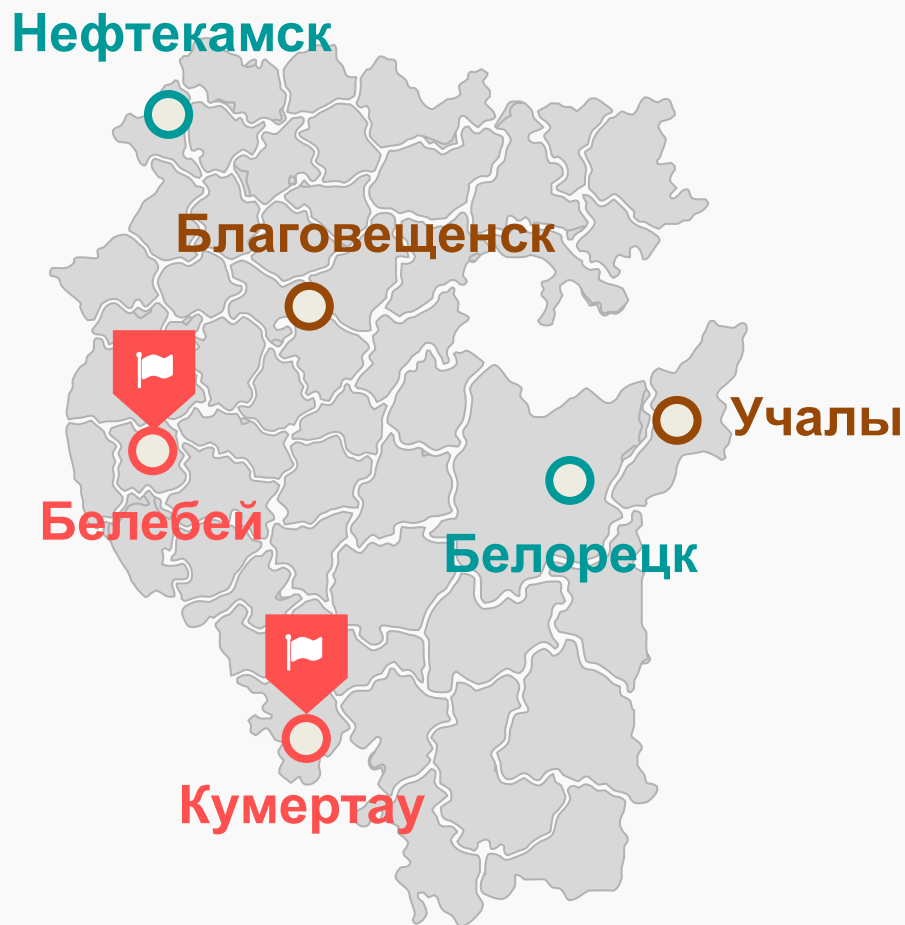 Нефтекамск
Благовещенск
Учалы
Белебей
Белорецк
Кумертау